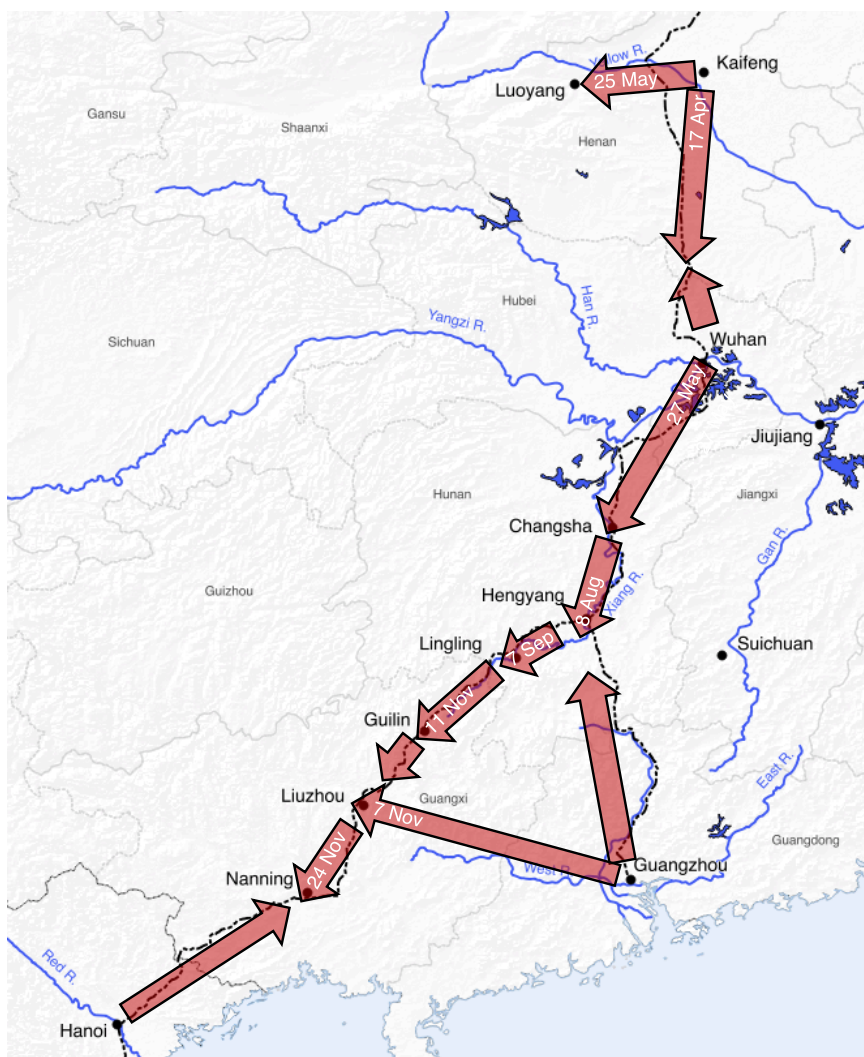 Yellow R.
Kaifeng
25 May
Luoyang
Gansu
Shaanxi
Henan
17 Apr
Hubei
Han R.
Yangzi R.
Sichuan
Wuhan
27 May
Jiujiang
Hunan
Jiangxi
Changsha
Gan R.
Guizhou
Hengyang
8 Aug
Xiang R.
Lingling
7 Sep
Suichuan
Guilin
11 Nov
Liuzhou
7 Nov
Guangxi
East R.
Guangdong
24 Nov
Nanning
West R.
Guangzhou
Red R.
Hanoi